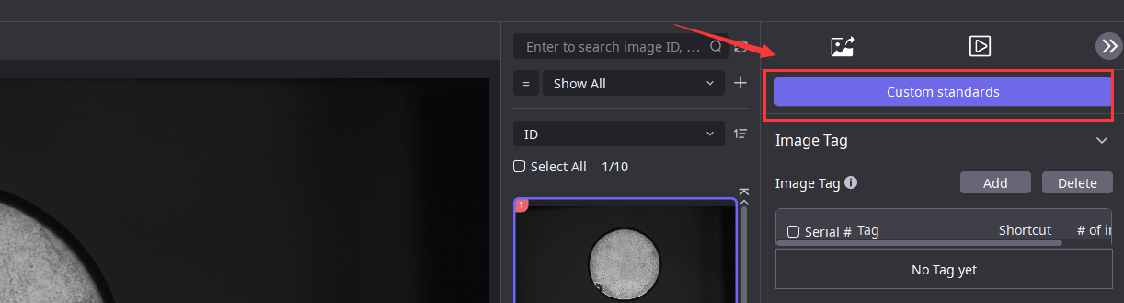 Enter to search image ID, ...
= Show All
ID
Select All 1/10
1
Custom standards
Image Tag
Image Tag Add Delete
Serial # Tag Shortcut # of i
No Tag yet